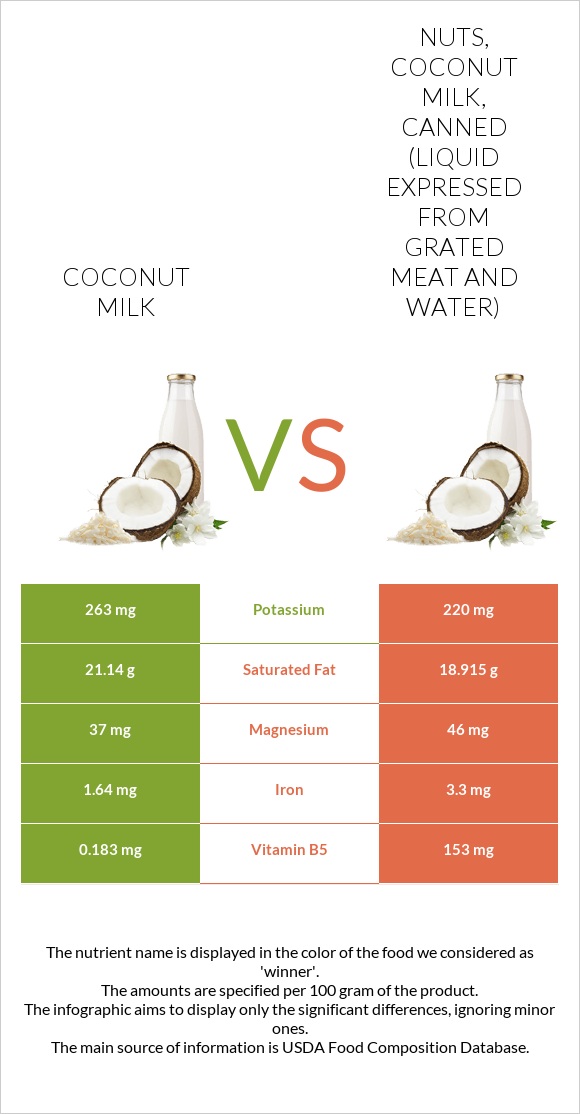 COCONUT
MILK
NUTS,
COCONUT
MILK,
CANNED
(LIQUID
EXPRESSED
FROM
GRATED
MEAT AND
WATER)
VS
263 mg Potassium 220 mg
21.14 g Saturated Fat 18.915 g
37 mg Magnesium 46 mg
1.64 mg Iron 3.3 mg
0.183 mg Vitamin B5 153 mg
The nutrient name is displayed in the color of the food we considered as
'winner'.
The amounts are specified per 100 gram of the product.
The infographic aims to display only the significant differences, ignoring minor
ones.
The main source of information is USDA Food Composition Database.